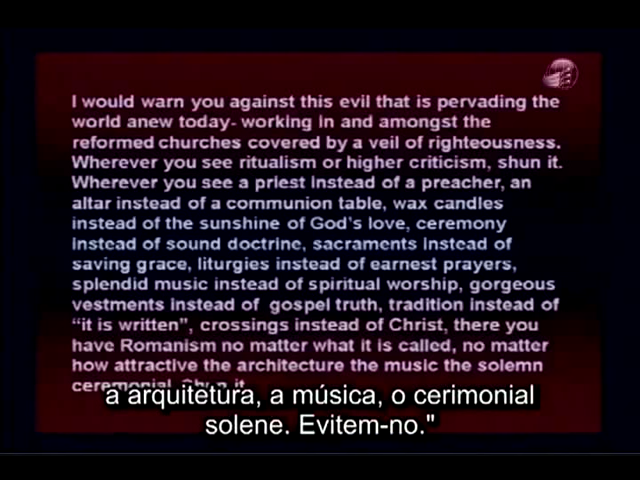 I would warn you against this evil that is pervading the
world anew today- working in and amongst the
reformed churches covered by a veil of righteousness.
Wherever you see ritualism or higher criticism, shun it.
Wherever you see a priest instead of a preacher, an
altar instead of a communion table, wax candles
instead of the sunshine of God's love, ceremony
instead of sound doctrine, sacraments instead of
saving grace, liturgies instead of earnest prayers,
splendid music instead of spiritual worship, gorgeous
vestments instead of gospel truth, tradition instead of
“it is written”, crossings instead of Christ, there you
have Romanism no matter what it is called, no matter
how attractive the architecture the music the solemn
ceremonial. Shun it
a arquitetura, a música, o cerimonial
solene. Evitem-no."